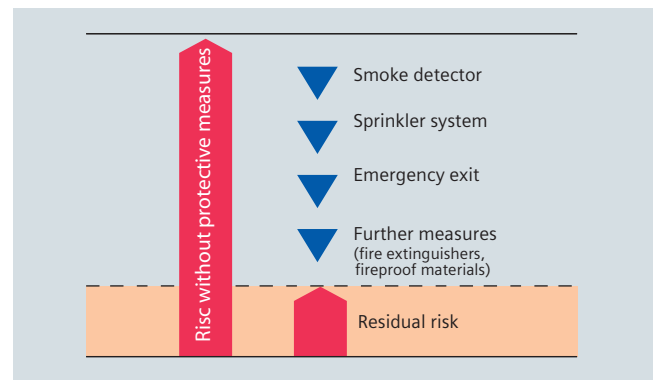 Risc without protective measures
Smoke detector
Sprinkler system
Emergency exit
Further measures
(fire extinguishers,
fireproof materials)
Residual risk